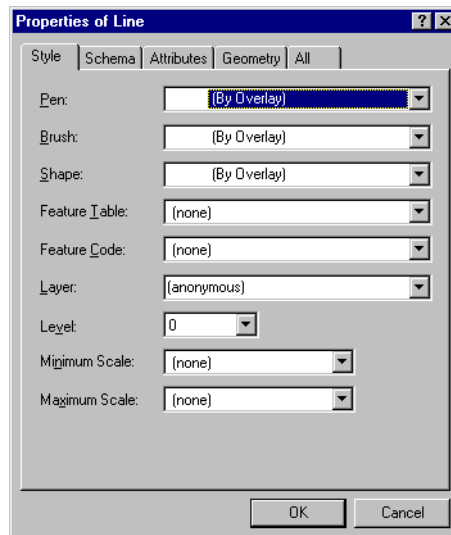 Properties of Line
Style Schema Attributes Geometry All
Pen: (By Overlay)
Brush: (By Overlay)
Shape: (By Overlay)
Feature Table: (none)
Feature Code: (none)
Layer: (anonymous)
Level: 0
Minimum Scale: (none)
Maximum Scale: (none)
OK Cancel